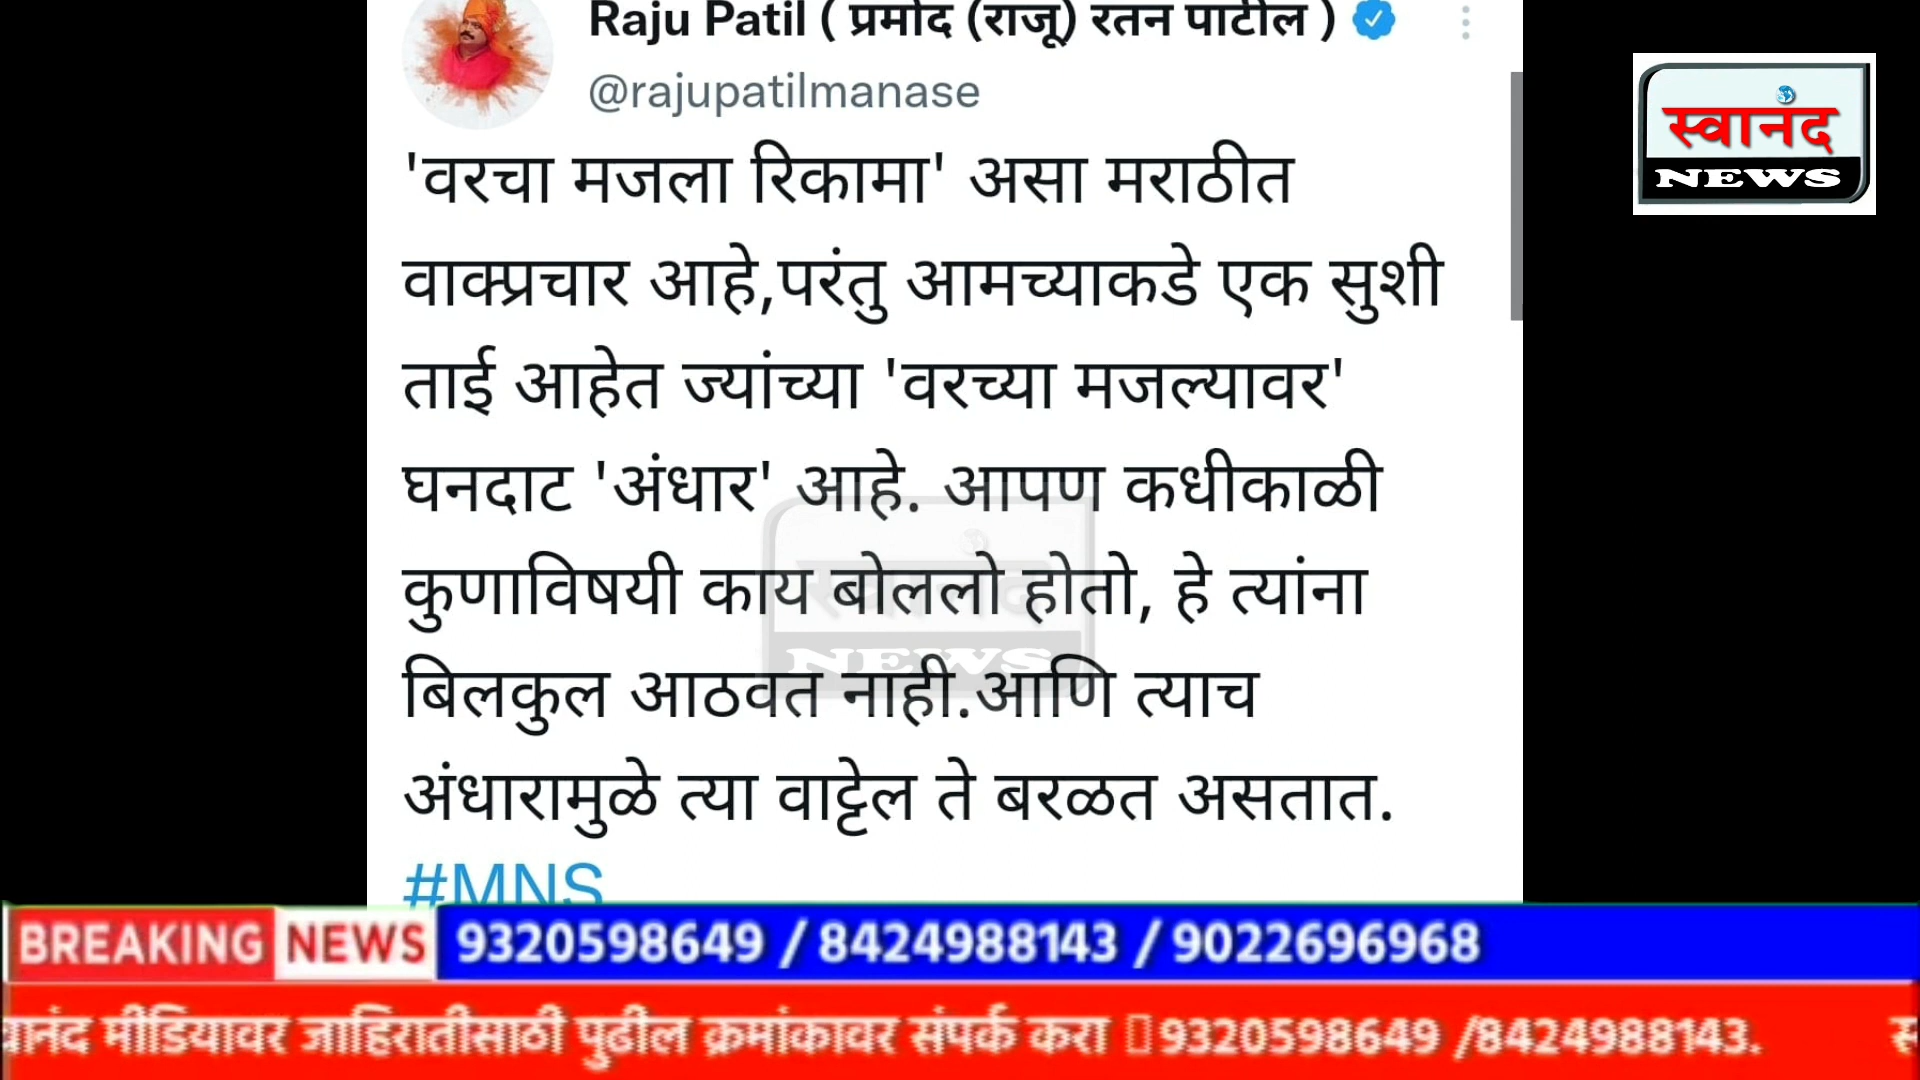 Raju Patil ( प्रमोद (राजू) रतन पाटील )
@rajupatilmanase
'वरचा मजला रिकामा' असा मराठीत
वाक्प्रचार आहे,परंतु आमच्याकडे एक सुशी
ताई आहेत ज्यांच्या 'वरच्या मजल्यावर'
घनदाट 'अंधार' आहे. आपण कधीकाळी
कुणाविषयी काय बोललो होतो, हे त्यांना
बिलकुल आठवत नाही.आणि त्याच
अंधारामुळे त्या वाट्टेल ते बरळत असतात.
#MNS
स्वानंद
NEWS
स्वानंद
NEWS
BREAKING NEWS 9320598649 / 8424988143 / 9022696968
मीडियावर जाहिरातीसाठी पुढील क्रमांकावर संपर्क करा 9320598649 /8424988143.